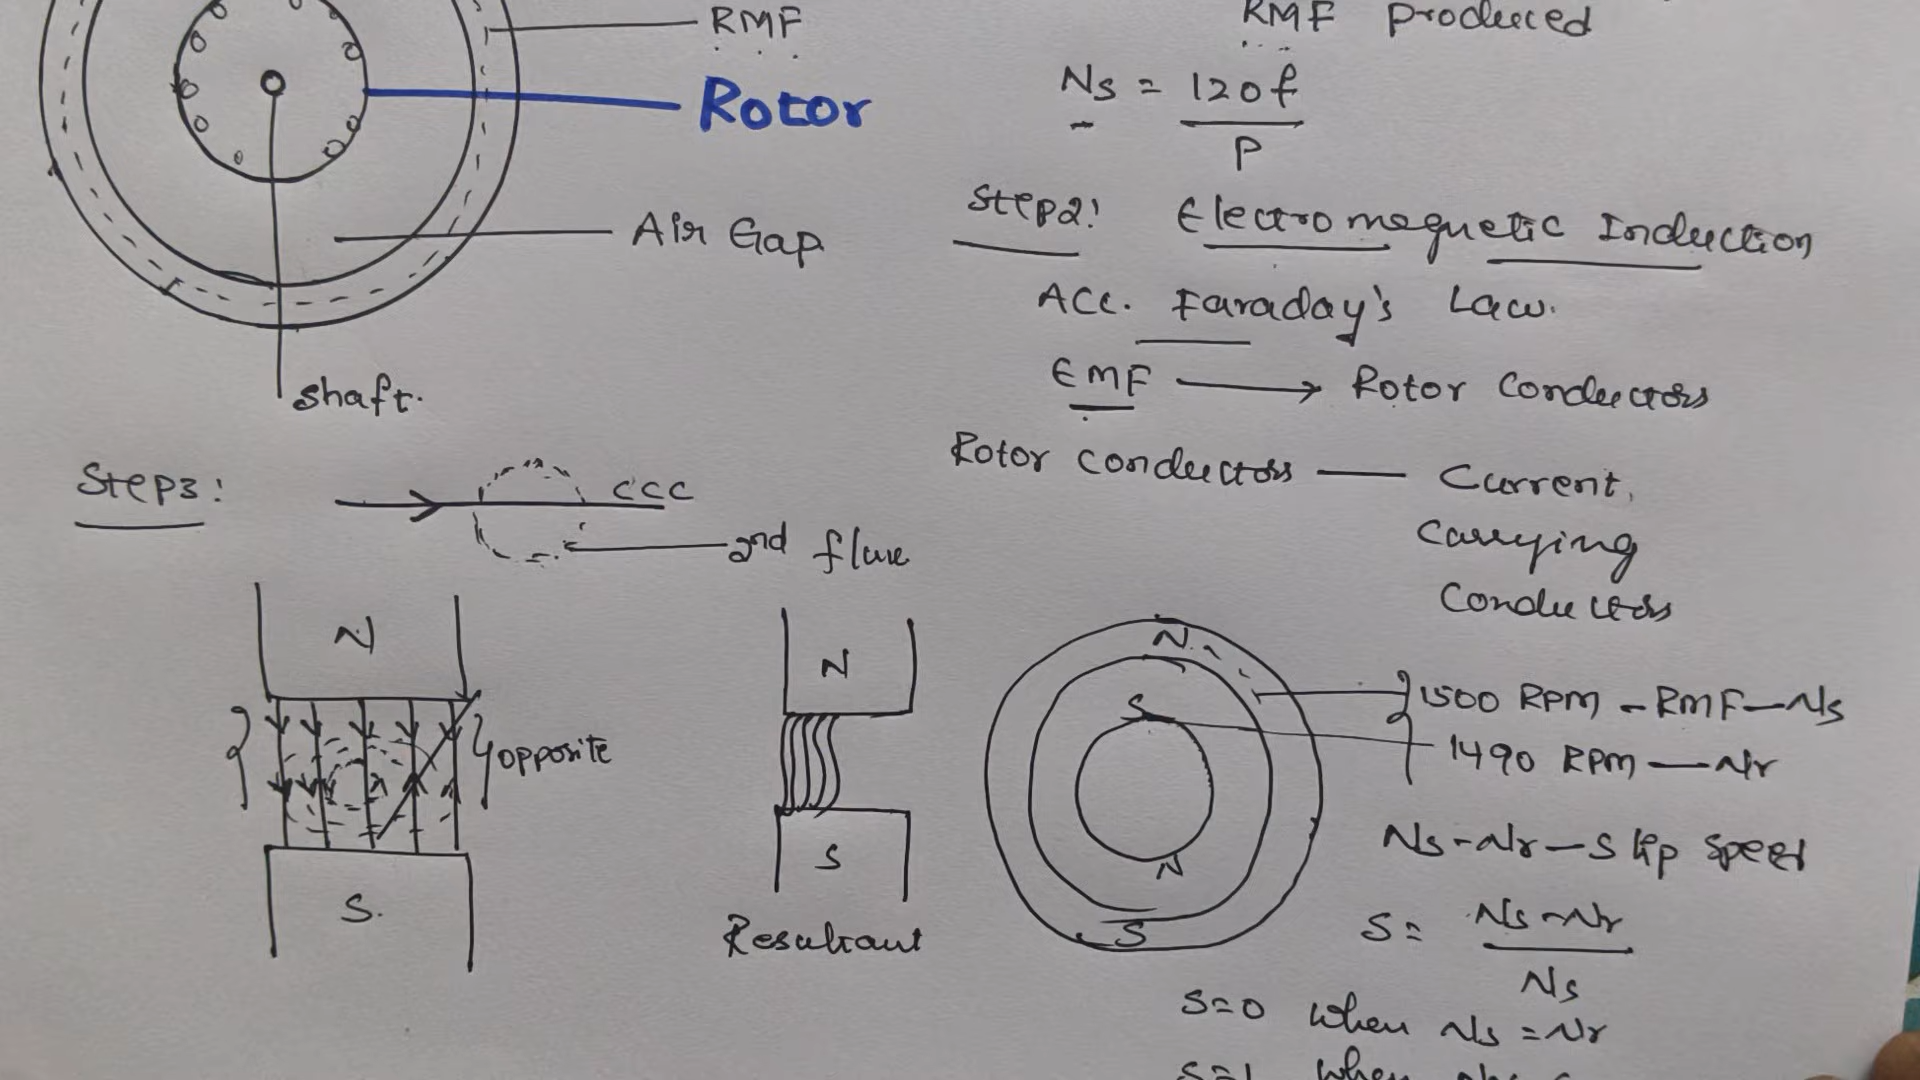 RMF
Rotor
Air Gap
shaft.
RMF produced
Ns = 120f
P
Step2: Electromagnetic Induction
Acc. Faraday's Law.
EMF → Rotor Conductors
Rotor conductors — Current
Carrying
Conductors
Step3:
CCC
2nd flux
N
opposite
S.
N
S
Resultant
N
S
N
S
1500 RPM - RMF - Ns
1490 RPM — Nr
Ns - Nr - Slip Speed
S = Ns - Nr
Ns
S=0 when Ns = Nr
S=1 when